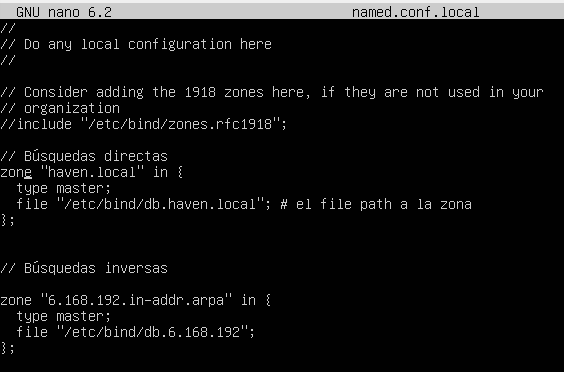 GNU nano 6.2 named.conf.local
//
// Do any local configuration here
//
// Consider adding the 1918 zones here, if they are not used in your
// organization
//include "/etc/bind/zones.rfc1918";
// Búsquedas directas
zone "haven.local" in {
type master;
file "/etc/bind/db.haven.local"; # el file path a la zona
};
// Búsquedas inversas
zone "6.168.192.in-addr.arpa" in {
type master;
file "/etc/bind/db.6.168.192";
};